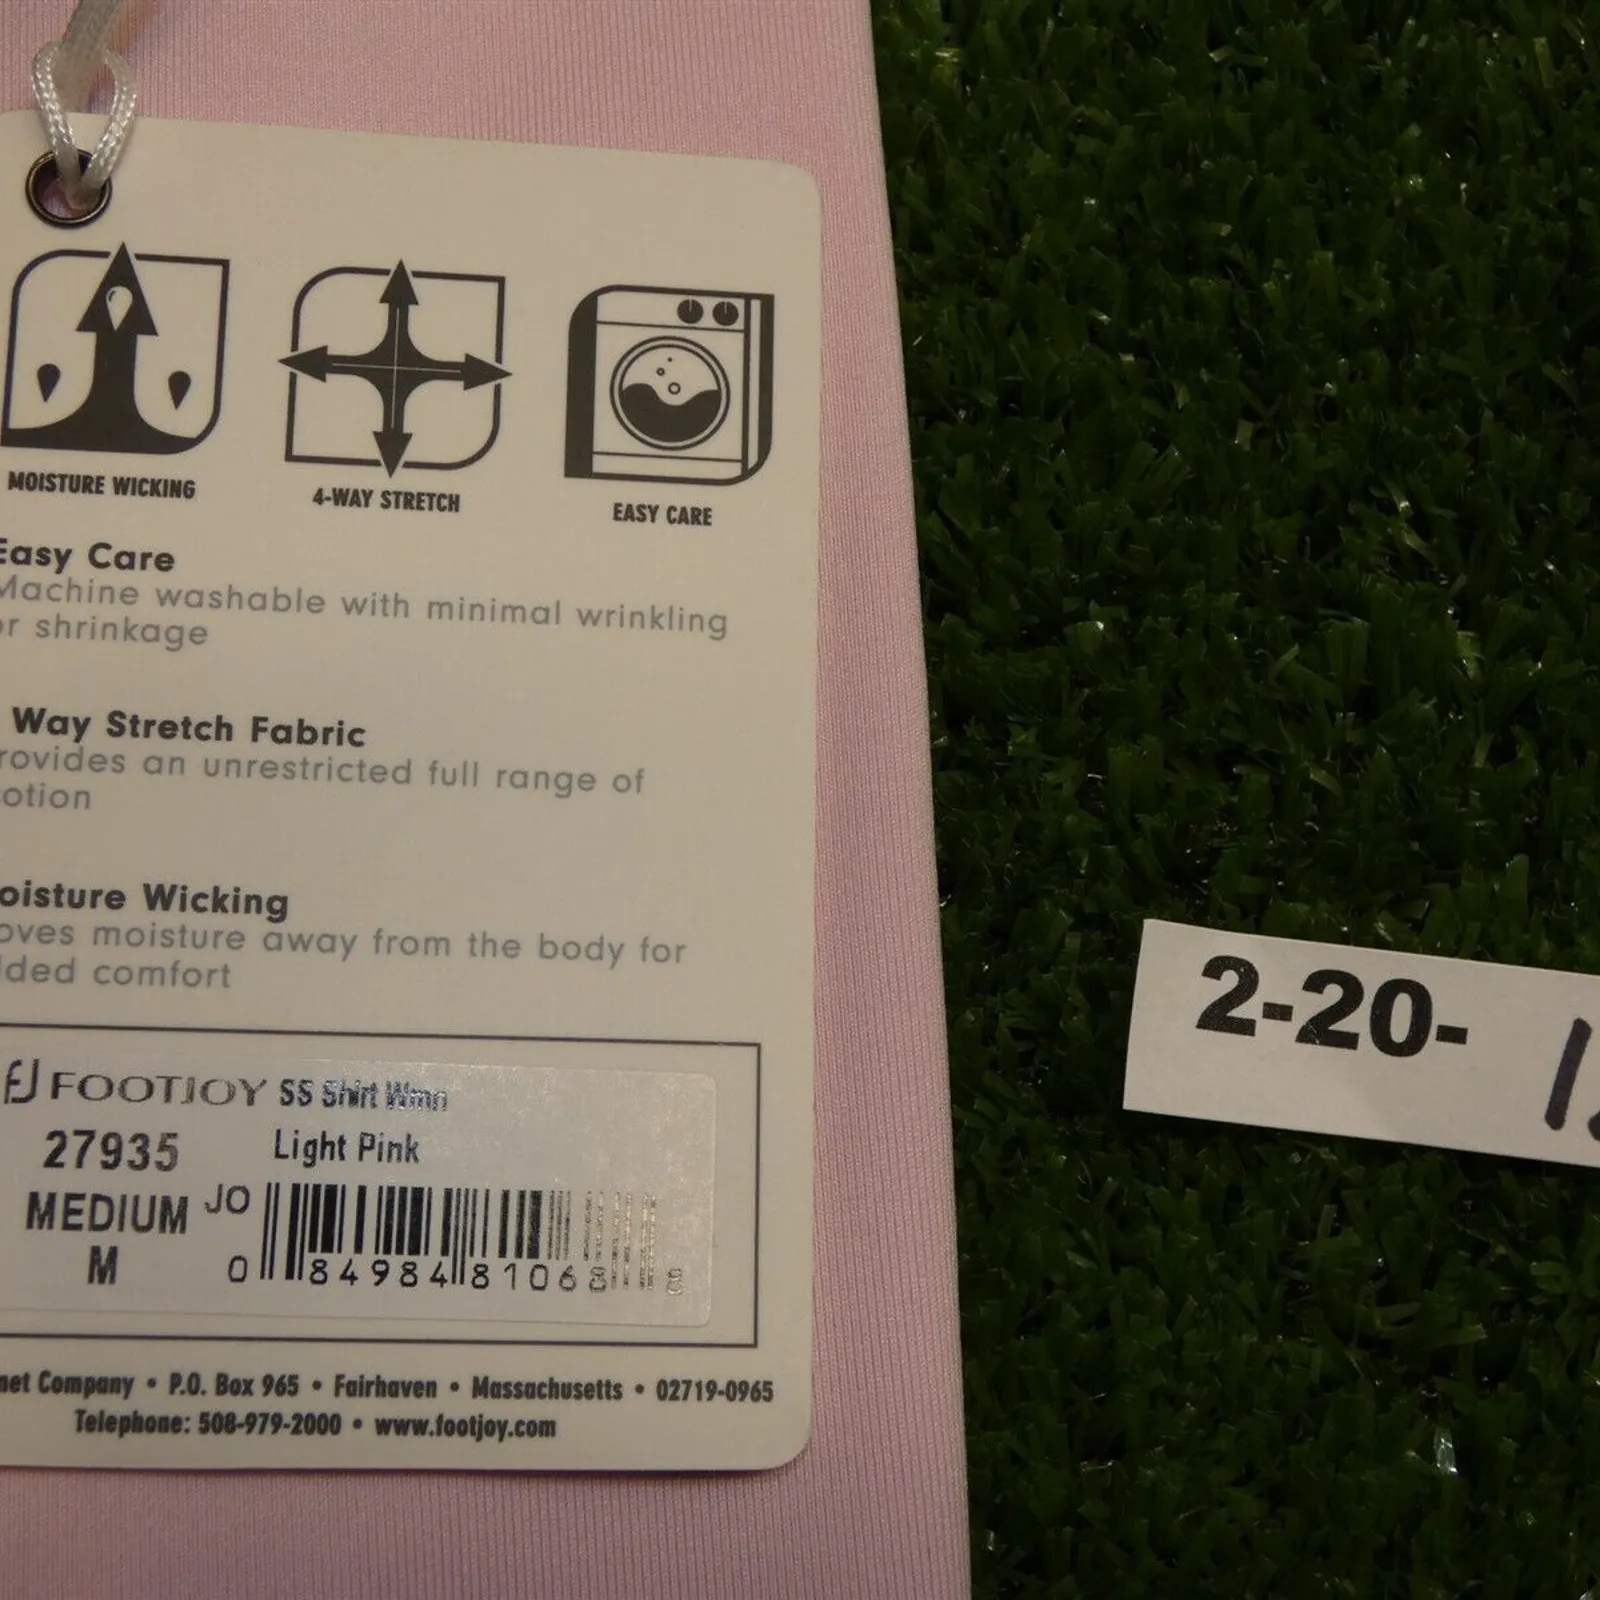 MOISTURE WICKING
4-WAY STRETCH
EASY CARE
Easy Care
Machine washable with minimal wrinkling
or shrinkage
Way Stretch Fabric
rovides an unrestricted full range of
otion
oisture Wicking
oves moisture away from the body for
dded comfort
FJ FOOTJOY SS Shirt Wmn
27935 Light Pink
MEDIUM JO
M
0 84984 81068 8
net Company • P.O. Box 965 • Fairhaven • Massachusetts • 02719-0965
Telephone: 508-979-2000 • www.footjoy.com
2-20-